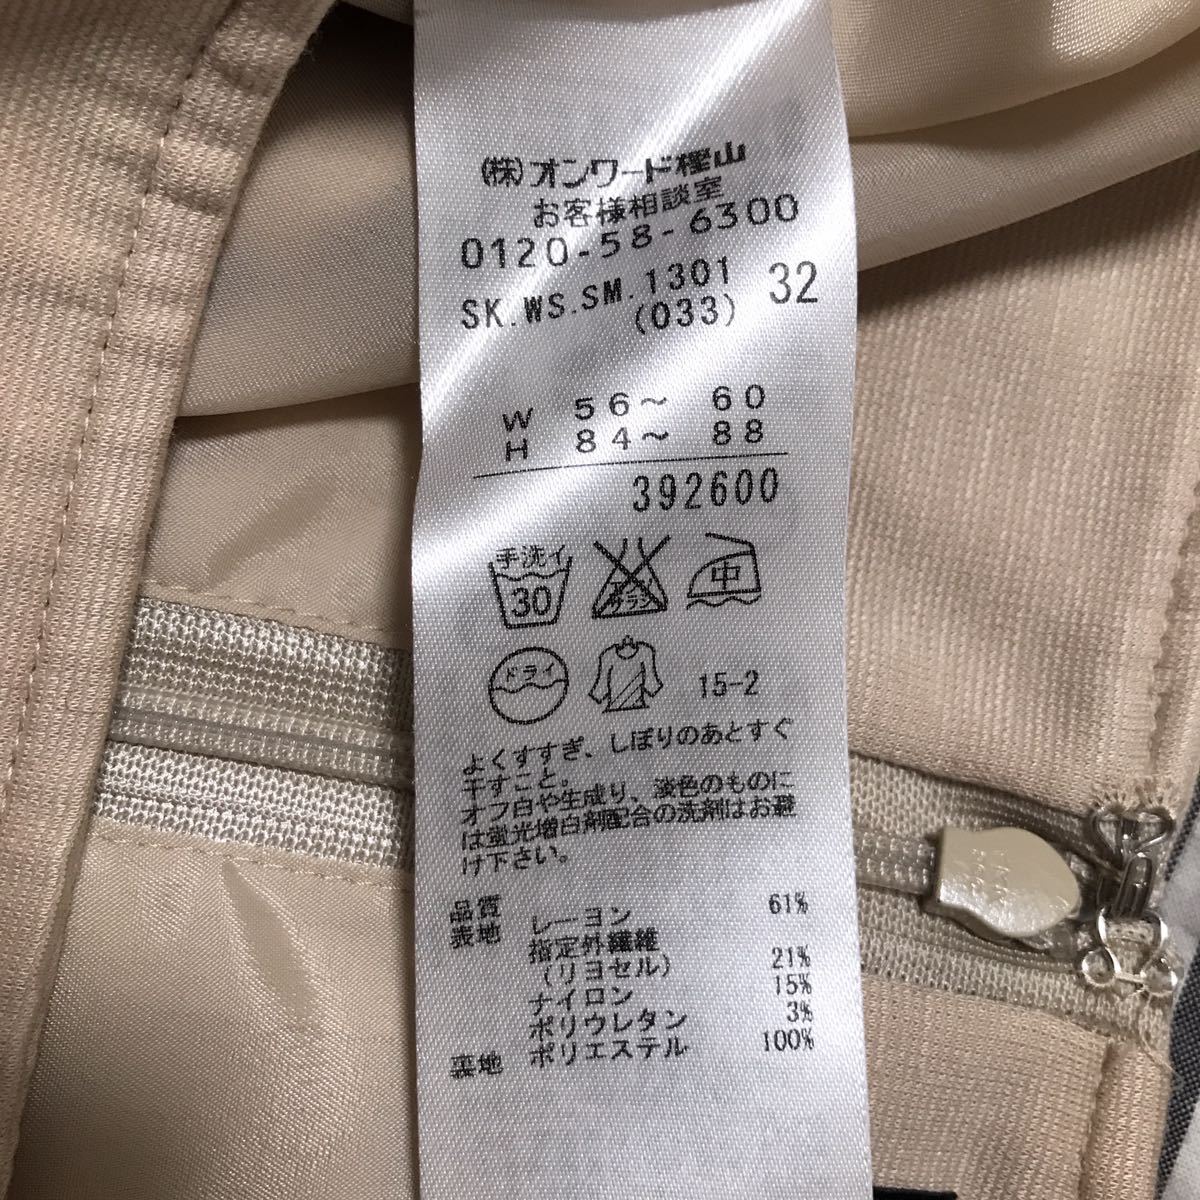 (株)オンワード樫山
お客様相談室
0120-58-6300
SK.WS.SM.1301 32
(033)
W 56～ 60
H 84～ 88
392600
手洗イ
30
エンソ
サラシ
中
ドライ
15-2
よくすすぎ、しぼりのあとすぐ
干すこと。
オフ白や生成り、淡色のものに
は蛍光増白剤配合の洗剤はお避
け下さい。
品質
表地 レーヨン 61%
指定外繊維
(リヨセル) 21%
ナイロン 15%
ポリウレタン 3%
裏地 ポリエステル 100%